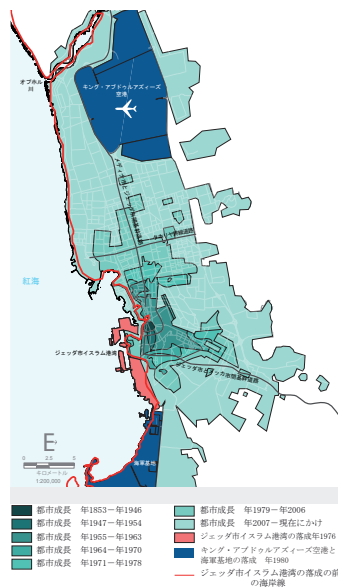 オブホル
川
キング・アブドゥルアズィーズ
空港
紅海
ジェッダ市イスラム港湾
海軍基地
E
0 2.5 5
キロメートル
1:200,000
都市成長 年1853－年1946
都市成長 年1947－年1954
都市成長 年1955－年1963
都市成長 年1964－年1970
都市成長 年1971－年1978
都市成長 年1979－年2006
都市成長 年2007－現在にかけ
ジェッダ市イスラム港湾の落成年1976
キング・アブドゥルアズィーズ空港と
海軍基地の落成 年1980
ジェッダ市イスラム港湾の落成の前
の海岸線